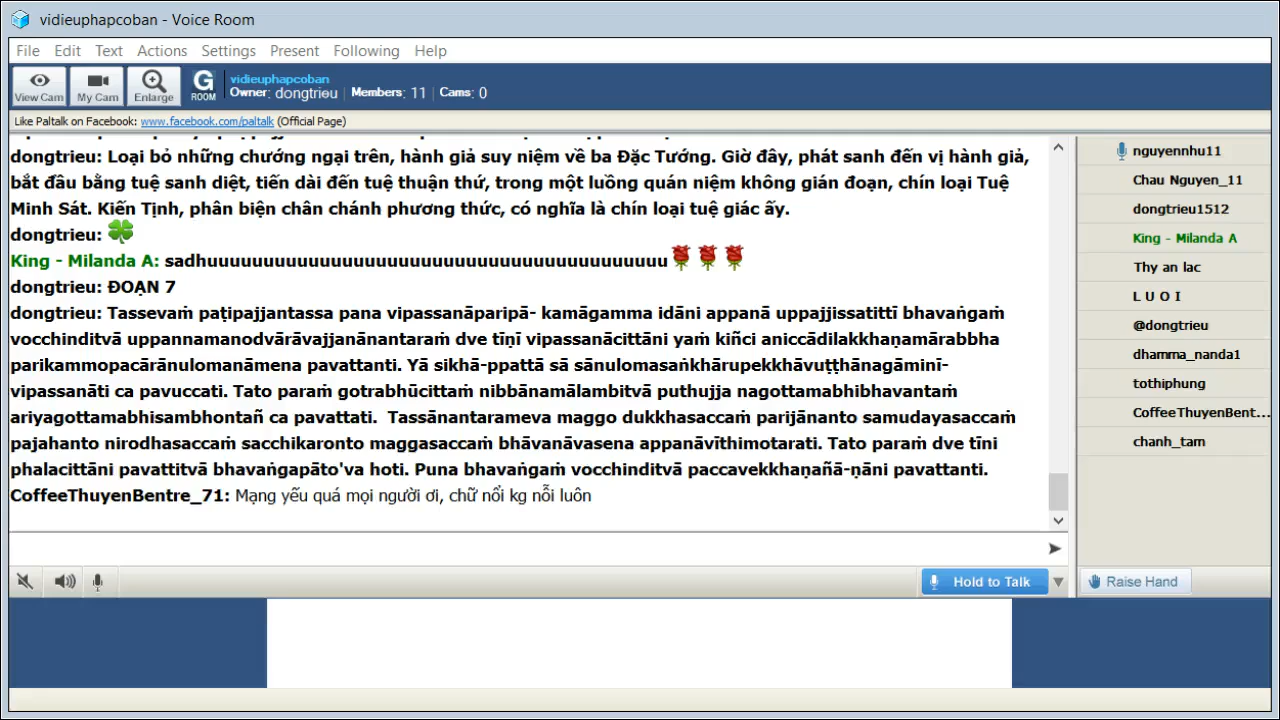 vidieuphapcoban - Voice Room
File Edit Text Actions Settings Present Following Help
View Cam My Cam Enlarge G ROOM
vidieuphapcoban
Owner: dongtrieu Members: 11 Cams: 0
Like Paltalk on Facebook: www.facebook.com/paltalk (Official Page)
dongtrieu: Loại bỏ những chướng ngại trên, hành giả suy niệm về ba Đặc Tướng. Giờ đây, phát sanh đến vị hành giả,
bắt đầu bằng tuệ sanh diệt, tiến dài đến tuệ thuận thứ, trong một luồng quán niệm không gián đoạn, chín loại Tuệ
Minh Sát. Kiến Tịnh, phân biện chân chánh phương thức, có nghĩa là chín loại tuệ giác ấy.
dongtrieu:
King - Milanda A: sadhuuuuuuuuuuuuuuuuuuuuuuuuuuuuuuuuuuuuuuuuu
dongtrieu: ĐOẠN 7
dongtrieu: Tassevaṁ paṭipajjantassa pana vipassanāparipā- kamāgamma idāni appanā uppajjissatittī bhavaṅgaṁ
vocchinditvā uppannamanodvārāvajjanānantaraṁ dve tīṇī vipassanācittāni yaṁ kiñci aniccādilakkhaṇamārabbha
parikammopacārānulomanāmena pavattanti. Yā sikhā-ppattā sā sānulomasaṅkhārupekkhāvuṭṭhānagāminī-
vipassanāti ca pavuccati. Tato paraṁ gotrabhūcittaṁ nibbānamālambitvā puthujja nagottamabhibhavantaṁ
ariyagottamabhisambhontañ ca pavattati. Tassānantarameva maggo dukkhasaccaṁ parijānanto samudayasaccaṁ
pajahanto nirodhasaccaṁ sacchikaronto maggasaccaṁ bhāvanāvasena appanāvīthimotarati. Tato paraṁ dve tīni
phalacittāni pavattitvā bhavaṅgapāto'va hoti. Puna bhavaṅgaṁ vocchinditvā paccavekkhaṇañā-ṇāni pavattanti.
CoffeeThuyenBentre_71: Mạng yếu quá mọi người ơi, chữ nổi kg nỗi luôn
nguyennhu11
Chau Nguyen_11
dongtrieu1512
King - Milanda A
Thy an lac
L U O I
@dongtrieu
dhamma_nanda1
tothiphung
CoffeeThuyenBent...
chanh_tam
Hold to Talk
Raise Hand